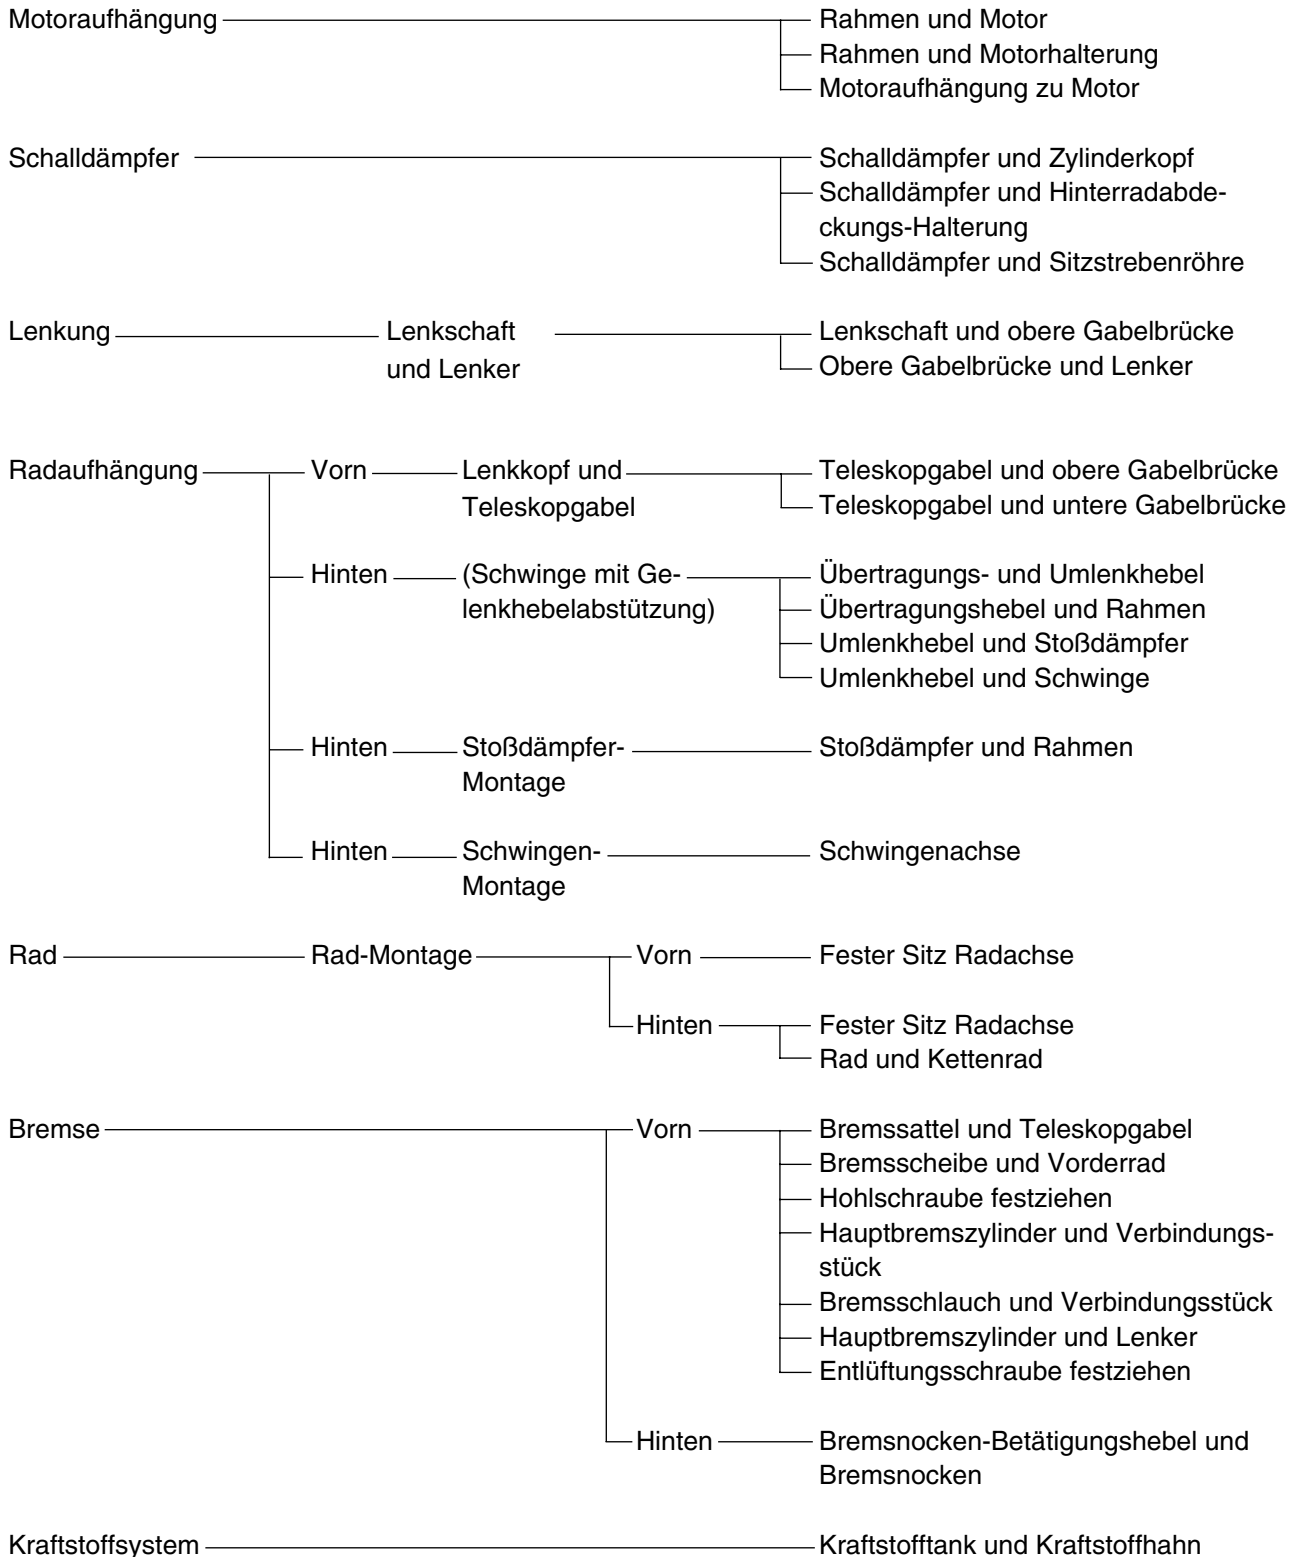 Motoraufhängung Rahmen und Motor
Rahmen und Motorhalterung
Motoraufhängung zu Motor
Schalldämpfer Schalldämpfer und Zylinderkopf
Schalldämpfer und Hinterradabde-
ckungs-Halterung
Schalldämpfer und Sitzstrebenröhre
Lenkung Lenkschaft Lenkschaft und obere Gabelbrücke
und Lenker Obere Gabelbrücke und Lenker
Radaufhängung Vorn Lenkkopf und Teleskopgabel und obere Gabelbrücke
Teleskopgabel Teleskopgabel und untere Gabelbrücke
Hinten (Schwinge mit Ge- Übertragungs- und Umlenkhebel
lenkhebelabstützung) Übertragungshebel und Rahmen
Umlenkhebel und Stoßdämpfer
Umlenkhebel und Schwinge
Hinten Stoßdämpfer- Stoßdämpfer und Rahmen
Montage
Hinten Schwingen- Schwingenachse
Montage
Rad Rad-Montage Vorn Fester Sitz Radachse
Hinten Fester Sitz Radachse
Rad und Kettenrad
Bremse Vorn Bremssattel und Teleskopgabel
Bremsscheibe und Vorderrad
Hohlschraube festziehen
Hauptbremszylinder und Verbindungs-
stück
Bremsschlauch und Verbindungsstück
Hauptbremszylinder und Lenker
Entlüftungsschraube festziehen
Hinten Bremsnocken-Betätigungshebel und
Bremsnocken
Kraftstoffsystem Kraftstofftank und Kraftstoffhahn